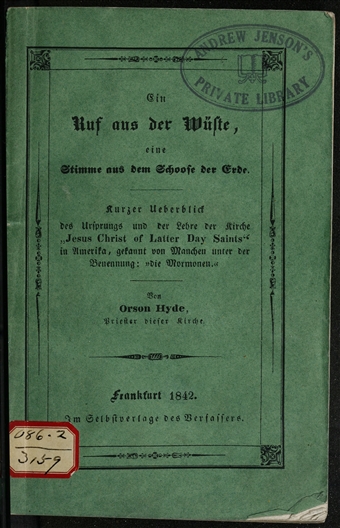 ANDREW JENSON'S
PRIVATE LIBRARY
Ein
Ruf aus der Wüste,
eine
Stimme aus dem Schoose der Erde.
Kurzer Ueberblick
des Ursprungs und der Lehre der Kirche
„Jesus Christ of Latter Day Saints“
in Amerika, gekannt von Manchen unter der
Benennung: »die Mormonen.«
Von
Orson Hyde,
Priester dieser Kirche.
Frankfurt 1842.
Im Selbstverlage des Verfassers.
086-2
3159